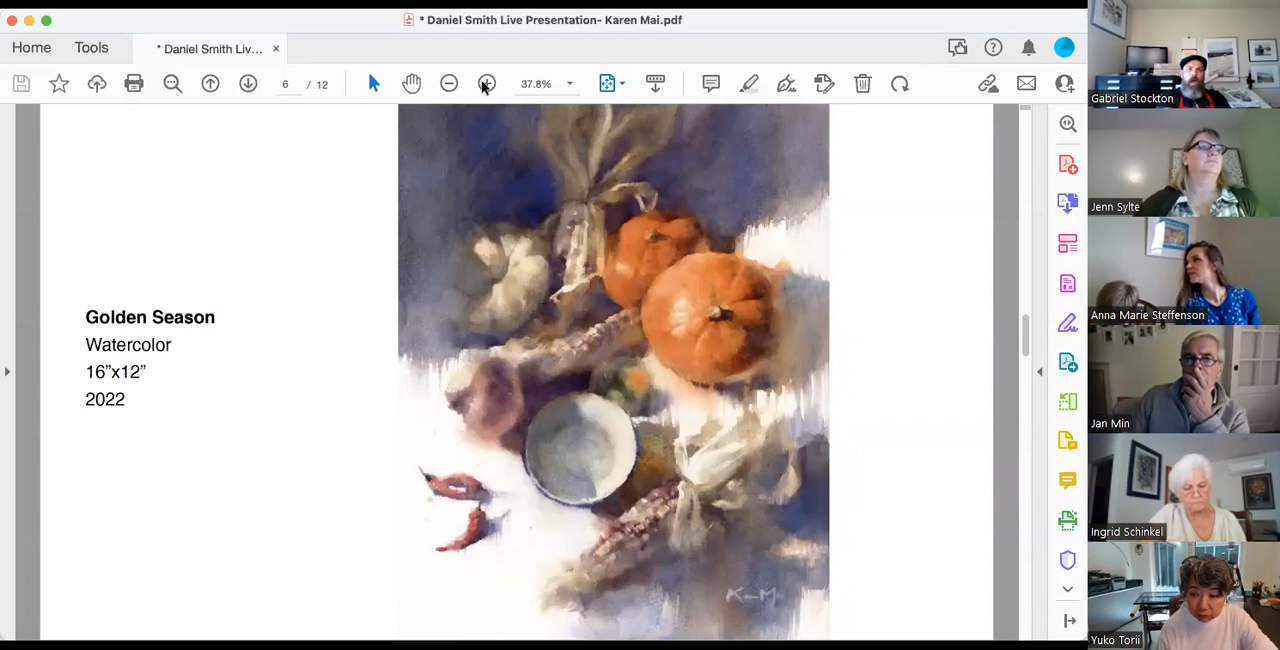 * Daniel Smith Live Presentation- Karen Mai.pdf
Home Tools * Daniel Smith Liv... ×
6 / 12 37.8%
Golden Season
Watercolor
16”x12”
2022
K-M
Gabriel Stockton
Jenn Sylte
Anna Marie Steffenson
Jan Min
Ingrid Schinkel
Yuko Torii